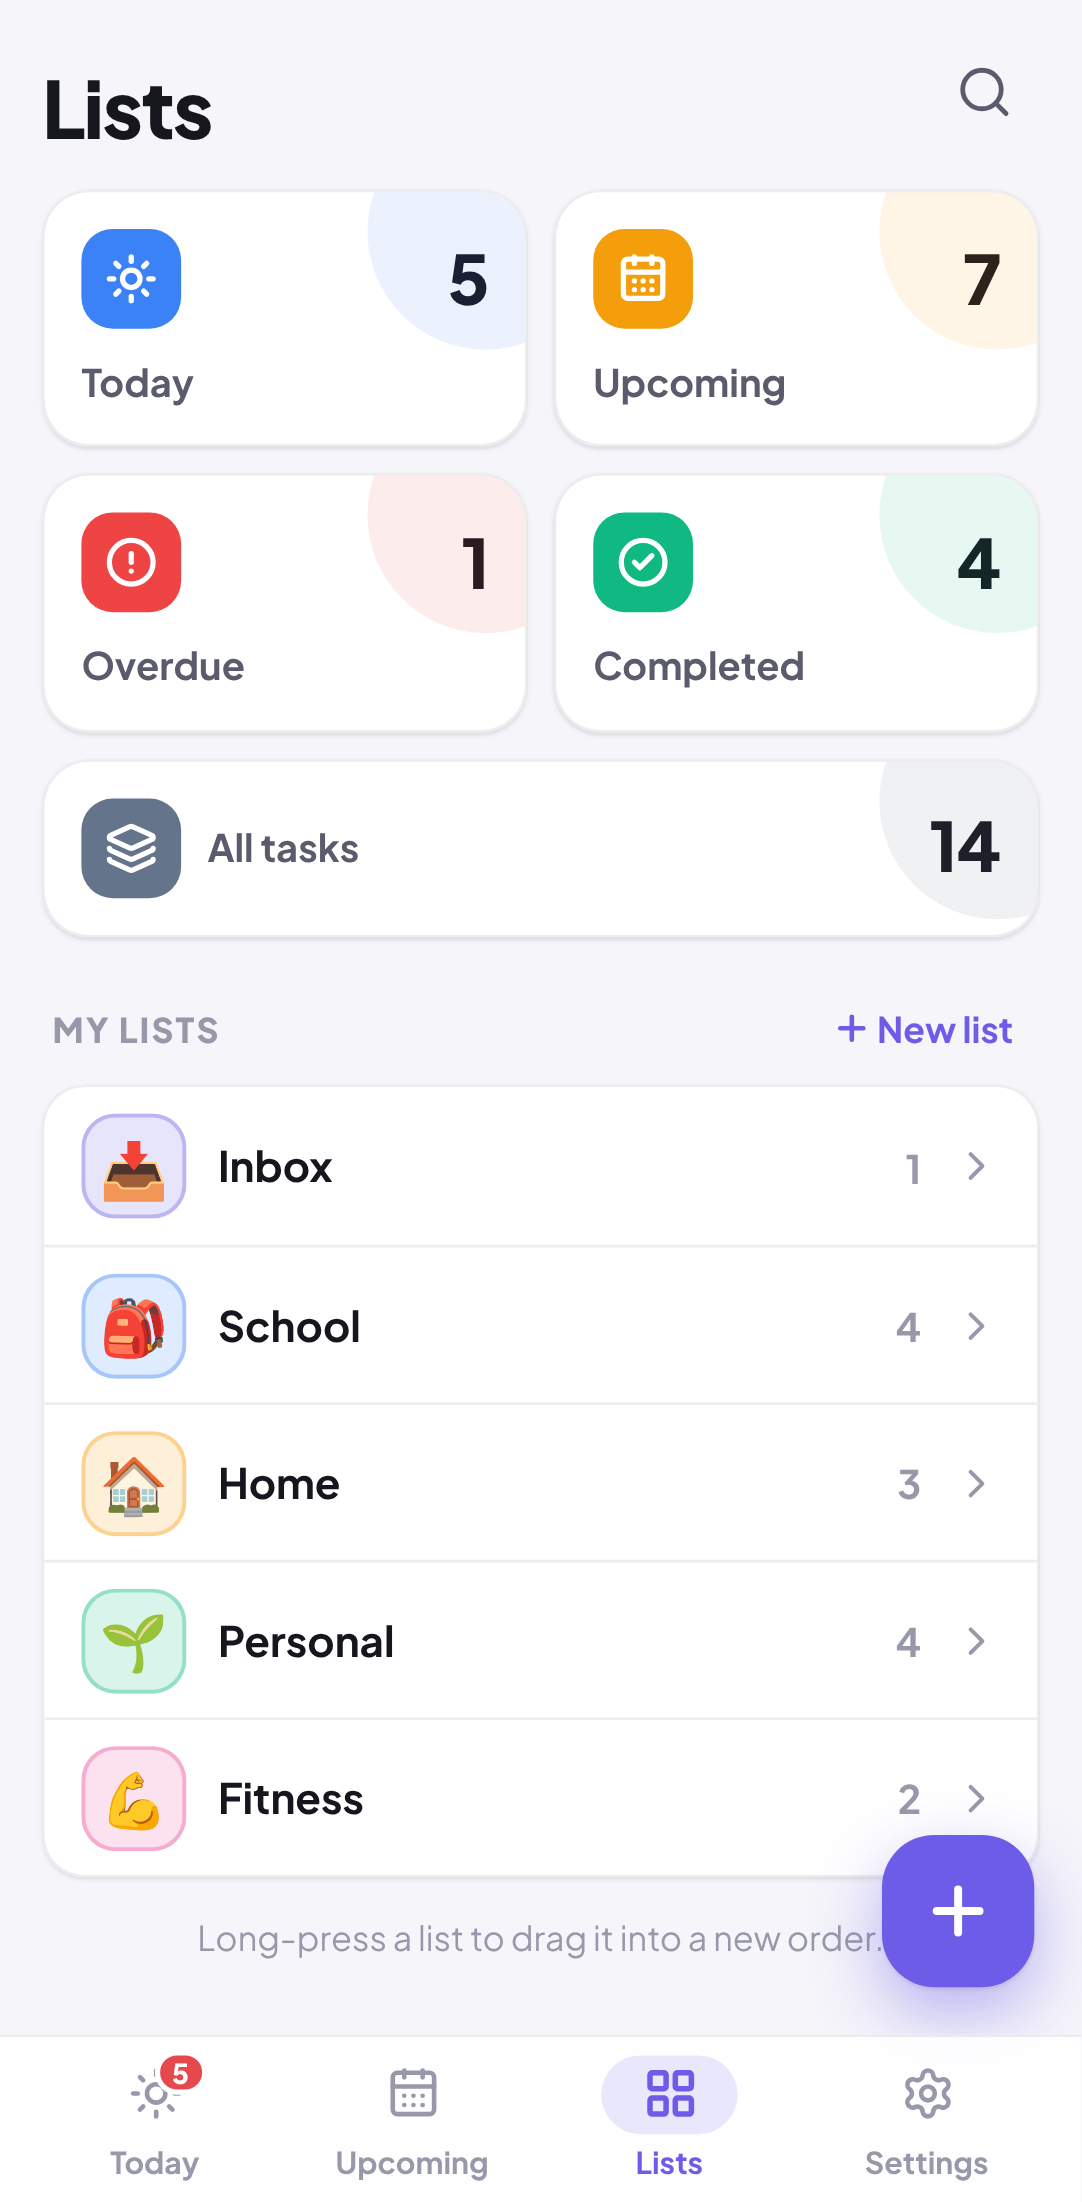 Lists
5
Today
7
Upcoming
1
Overdue
4
Completed
All tasks
14
MY LISTS
+ New list
Inbox
1
School
4
Home
3
Personal
4
Fitness
2
Long-press a list to drag it into a new order.
5
Today
Upcoming
Lists
Settings